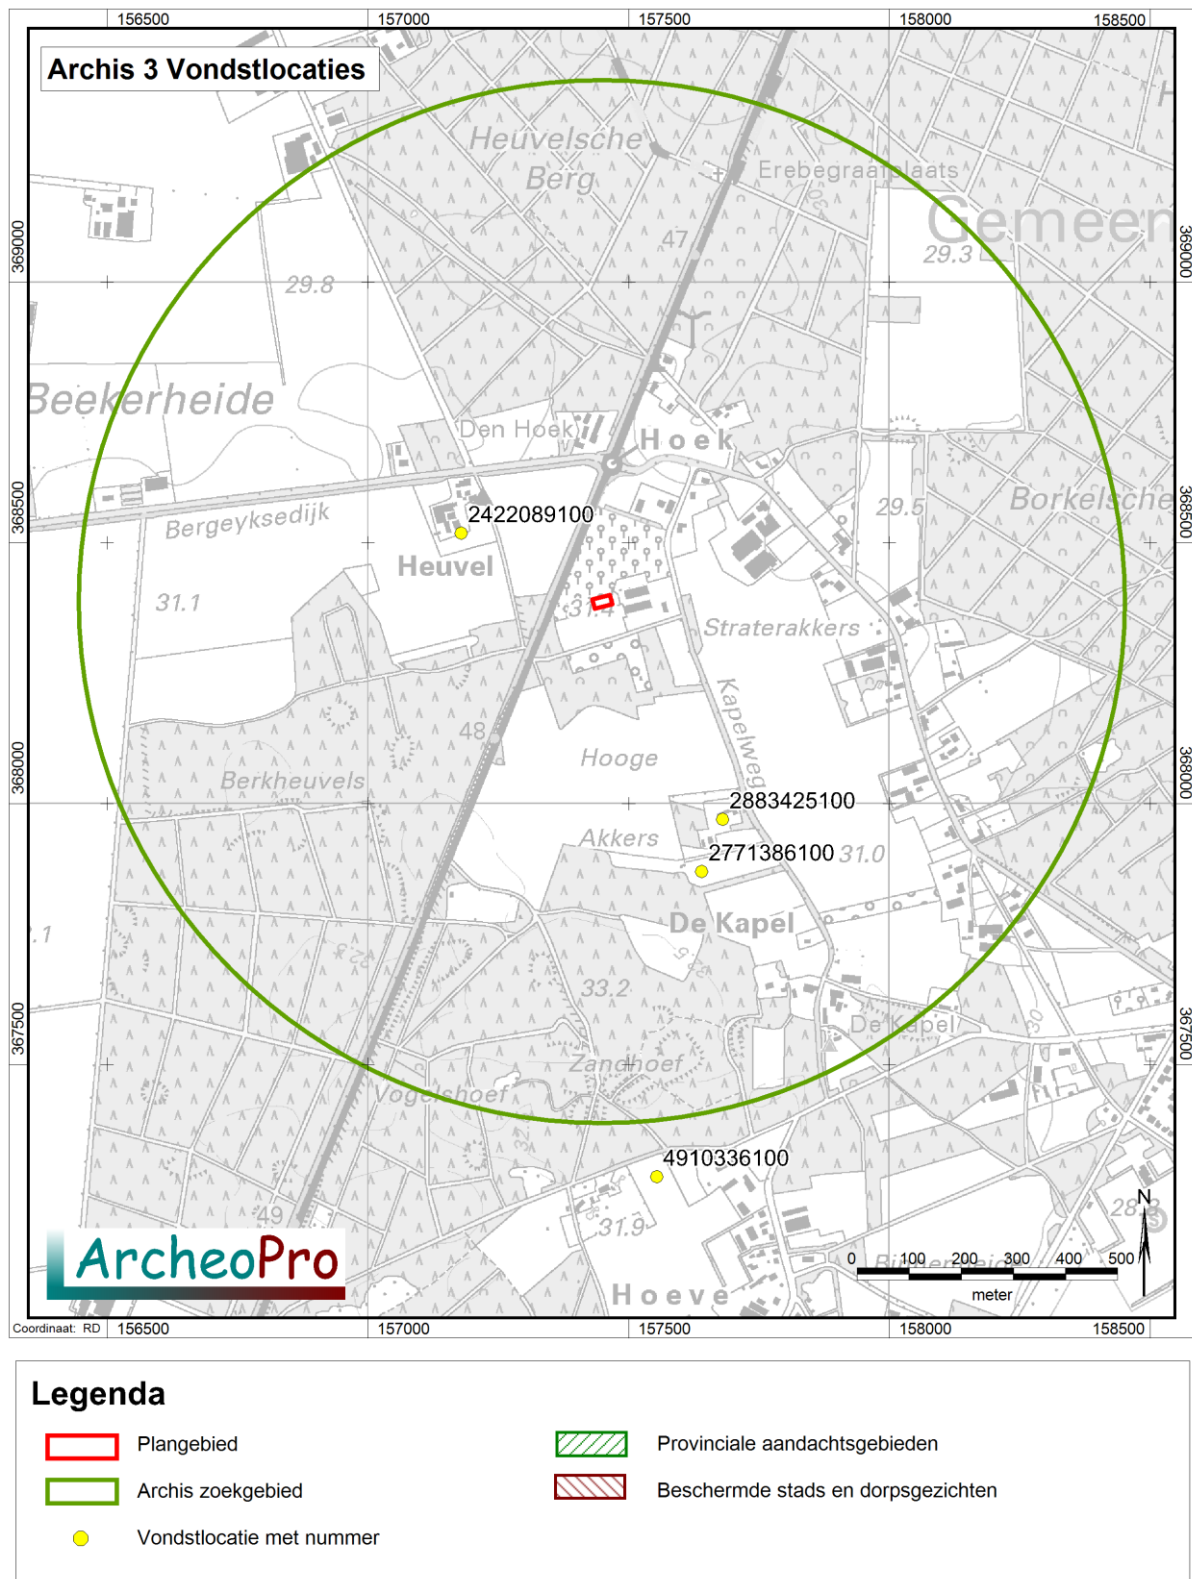 156500 157000 157500 158000 158500
Archis 3 Vondstlocaties
Heuvelsche
Berg
Erebegraafplaats
Gemeen
H
47
369000
369000
29.3
29.8
30
Beekerheide
Den Hoek
Hoek
Bergeyksedijk
2422089100
29.5
Borkelsche
368500
368500
Heuvel
31.1
31.4
Straterakkers
Kapelweg
48
Hooge
Berkheuvels
368000
368000
2883425100
Akkers
2771386100
31.0
De Kapel
.1
33.2
De Kapel
30
367500
367500
Zandhoef
Vogelshoef
4910336100
49
31.9
28.8
S
N
ArcheoPro
Hoeve
0 100 200 300 400 500
meter
Coordinaat: RD
156500 157000 157500 158000 158500
Legenda
Plangebied
Provinciale aandachtsgebieden
Archis zoekgebied
Beschermde stads en dorpsgezichten
Vondstlocatie met nummer